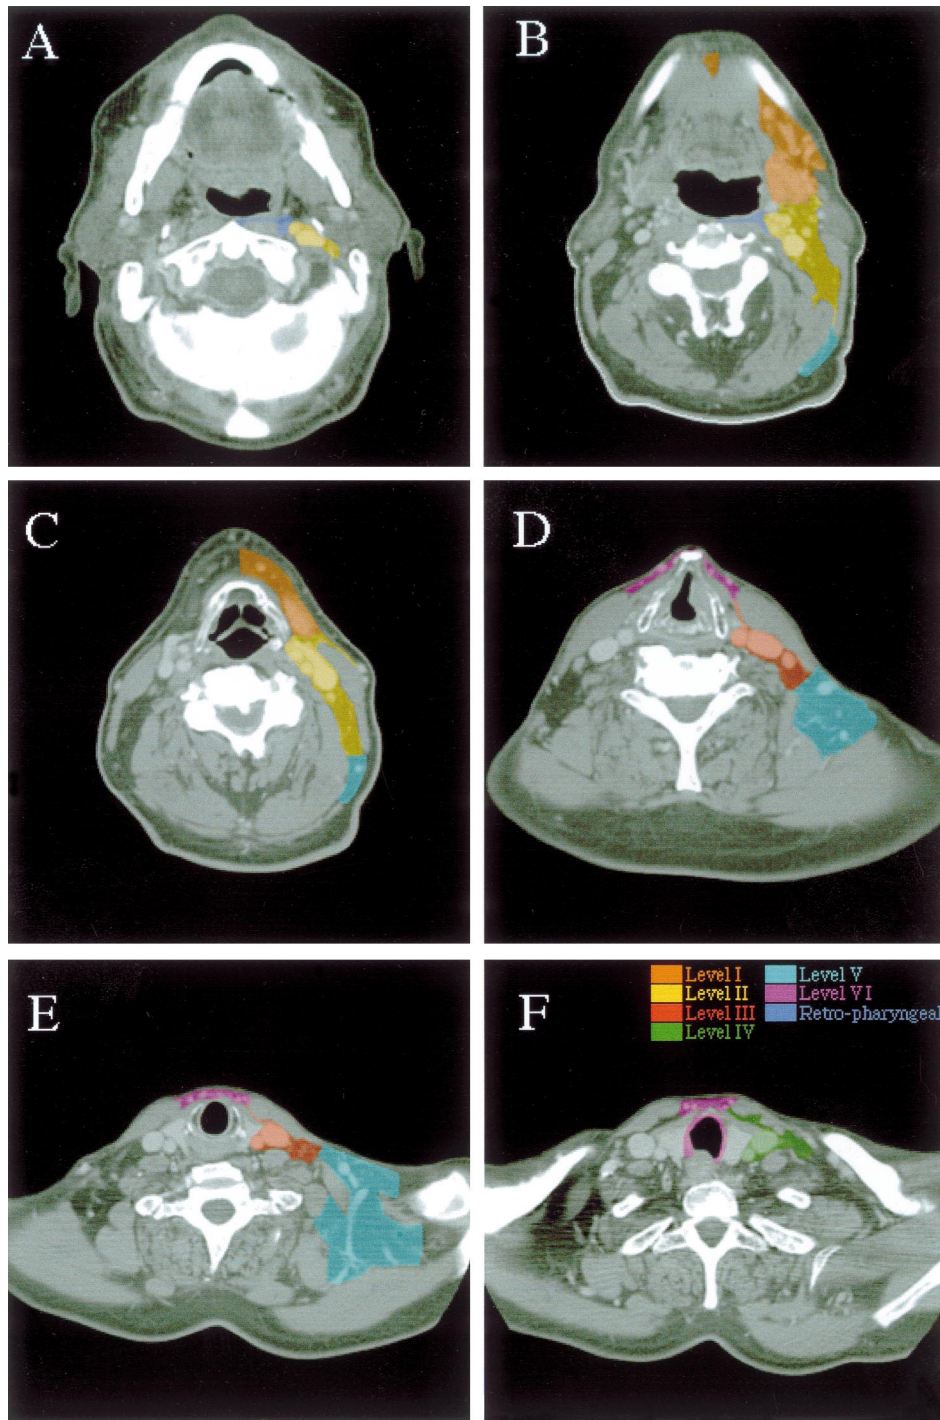 A
B
C
D
E
F
Level I
Level II
Level III
Level IV
Level V
Level VI
Retro-pharyngeal